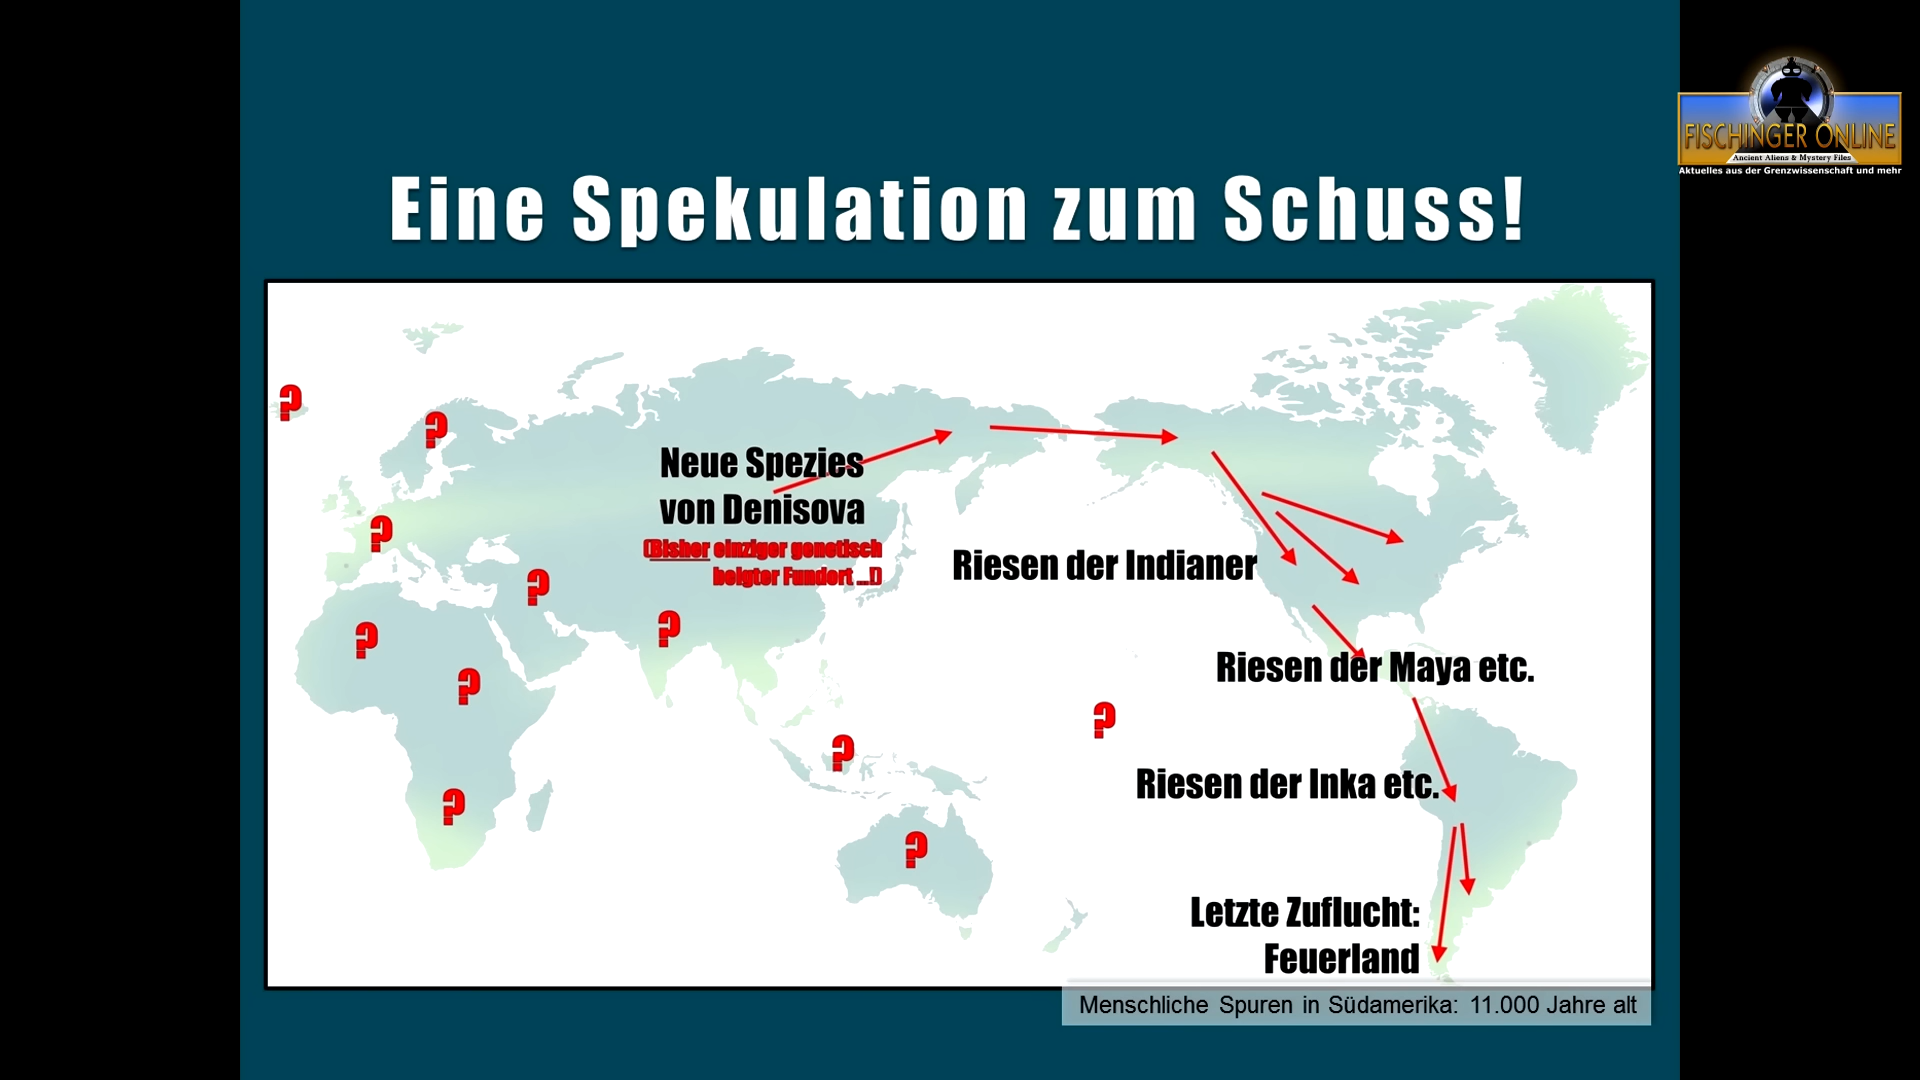 FISCHINGER ONLINE
Ancient Aliens & Mystery Files
Aktuelles aus der Grenzwissenschaft und mehr
Eine Spekulation zum Schuss!
?
?
Neue Spezies
von Denisova
(Bisher einziger genetisch
belgter Fundort ...!)
?
Riesen der Indianer
?
?
?
Riesen der Maya etc.
?
?
?
Riesen der Inka etc.
?
?
Letzte Zuflucht:
Feuerland
Menschliche Spuren in Südamerika: 11.000 Jahre alt